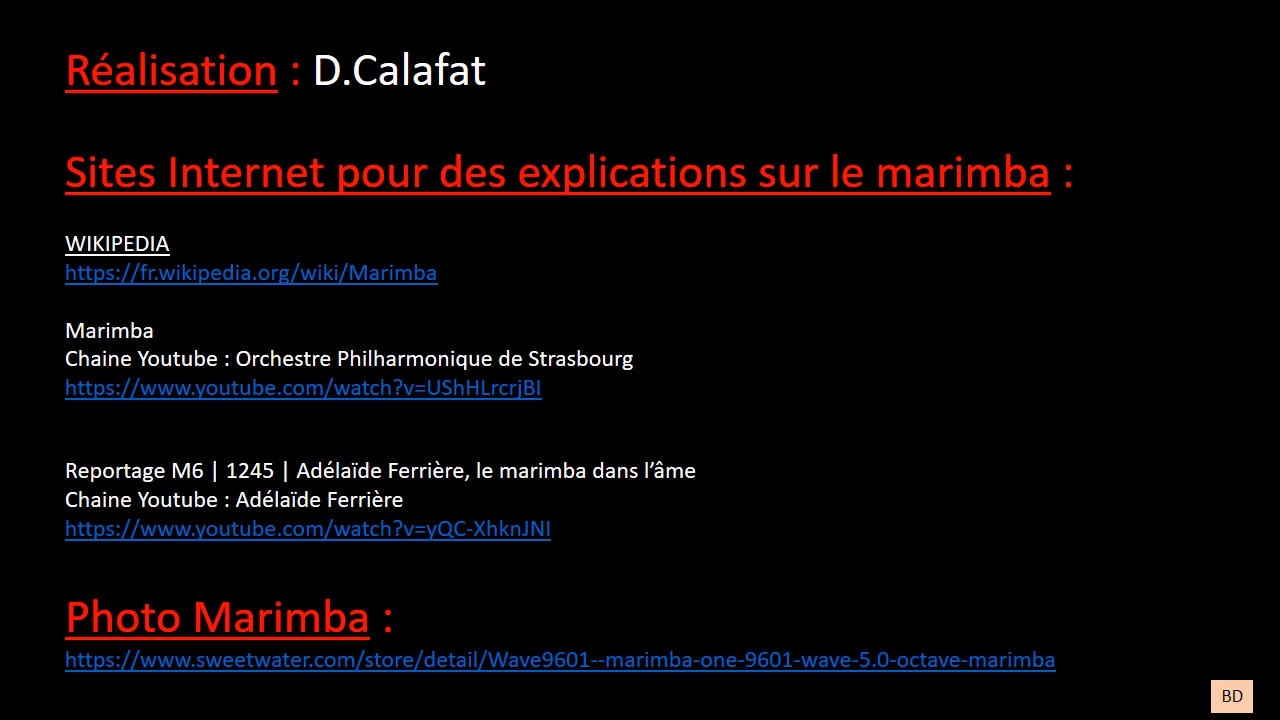 Réalisation : D.Calafat
Sites Internet pour des explications sur le marimba :
WIKIPEDIA
https://fr.wikipedia.org/wiki/Marimba
Marimba
Chaine Youtube : Orchestre Philharmonique de Strasbourg
https://www.youtube.com/watch?v=UShHLrcrjBI
Reportage M6 | 1245 | Adélaïde Ferrière, le marimba dans l’âme
Chaine Youtube : Adélaïde Ferrière
https://www.youtube.com/watch?v=yQC-XhknJNI
Photo Marimba :
https://www.sweetwater.com/store/detail/Wave9601--marimba-one-9601-wave-5.0-octave-marimba
BD